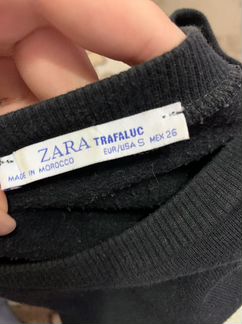 ZARA TRAFALUC
MADE IN MOROCCO EUR/USA S MEX 26